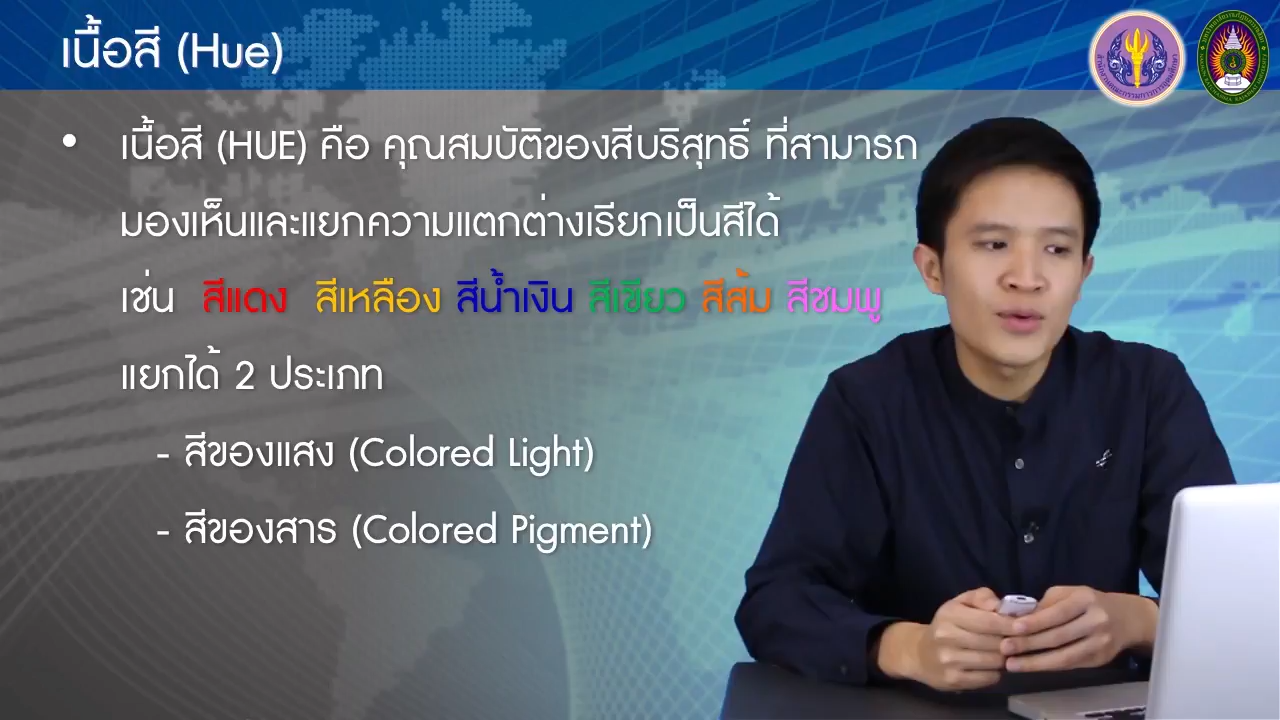 เนื้อสี (Hue)
• เนื้อสี (HUE) คือ คุณสมบัติของสีบริสุทธิ์ ที่สามารถ
มองเห็นและแยกความแตกต่างเรียกเป็นสีได้
เช่น สีแดง สีเหลือง สีน้ำเงิน สีเขียว สีส้ม สีชมพู
แยกได้ 2 ประเภท
- สีของแสง (Colored Light)
- สีของสาร (Colored Pigment)